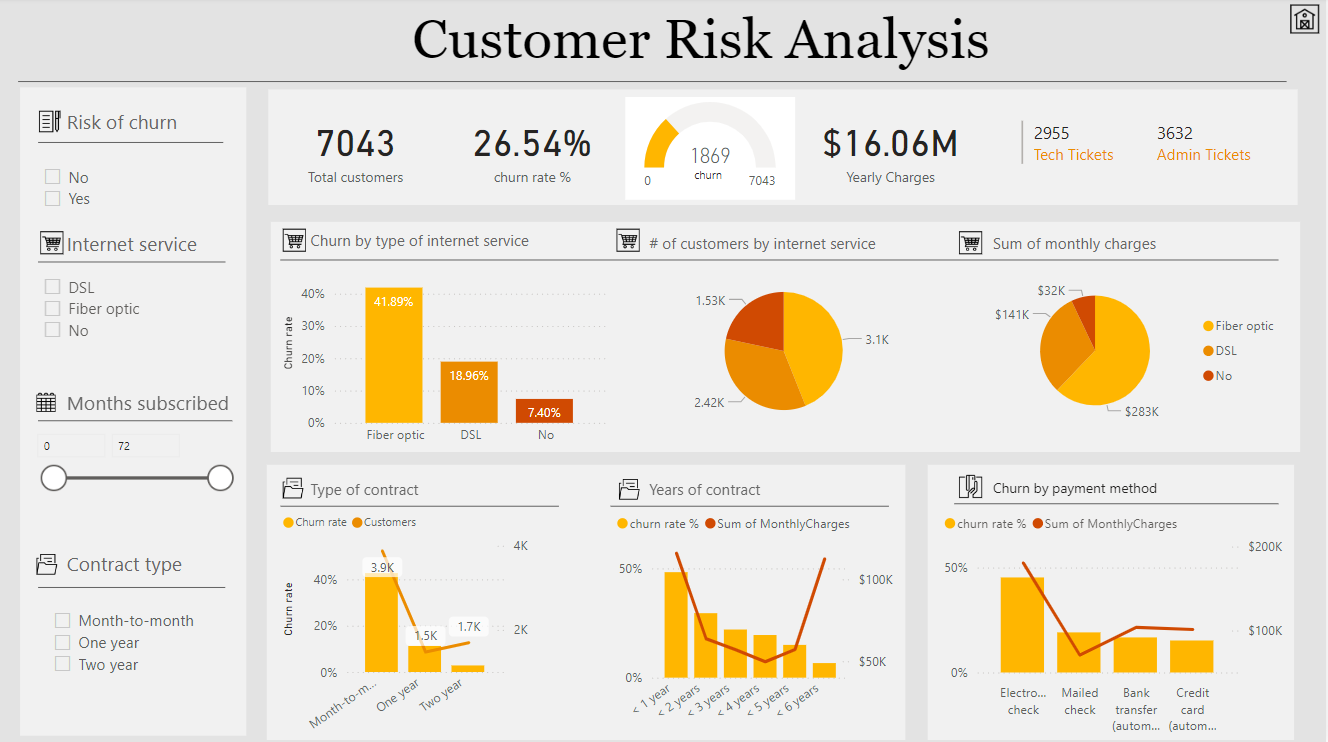 Customer Risk Analysis
Risk of churn
No
Yes
Internet service
DSL
Fiber optic
No
Months subscribed
0 72
Contract type
Month-to-month
One year
Two year
7043
Total customers
26.54%
churn rate %
1869
churn
0 7043
$16.06M
Yearly Charges
2955
Tech Tickets
3632
Admin Tickets
Churn by type of internet service
Churn rate
40%
30%
20%
10%
0%
41.89%
18.96%
7.40%
Fiber optic DSL No
# of customers by internet service
1.53K
3.1K
2.42K
Sum of monthly charges
$32K
$141K
$283K
Fiber optic
DSL
No
Type of contract
Churn rate Customers
Churn rate
40%
20%
0%
4K
2K
3.9K
1.5K
1.7K
Month-to-m...
One year
Two year
Years of contract
churn rate % Sum of MonthlyCharges
50%
0%
$100K
$50K
< 1 year
< 2 years
< 3 years
< 4 years
< 5 years
< 6 years
Churn by payment method
churn rate % Sum of MonthlyCharges
50%
0%
$200K
$100K
Electro...
check
Mailed
check
Bank
transfer
(autom...
Credit
card
(autom...